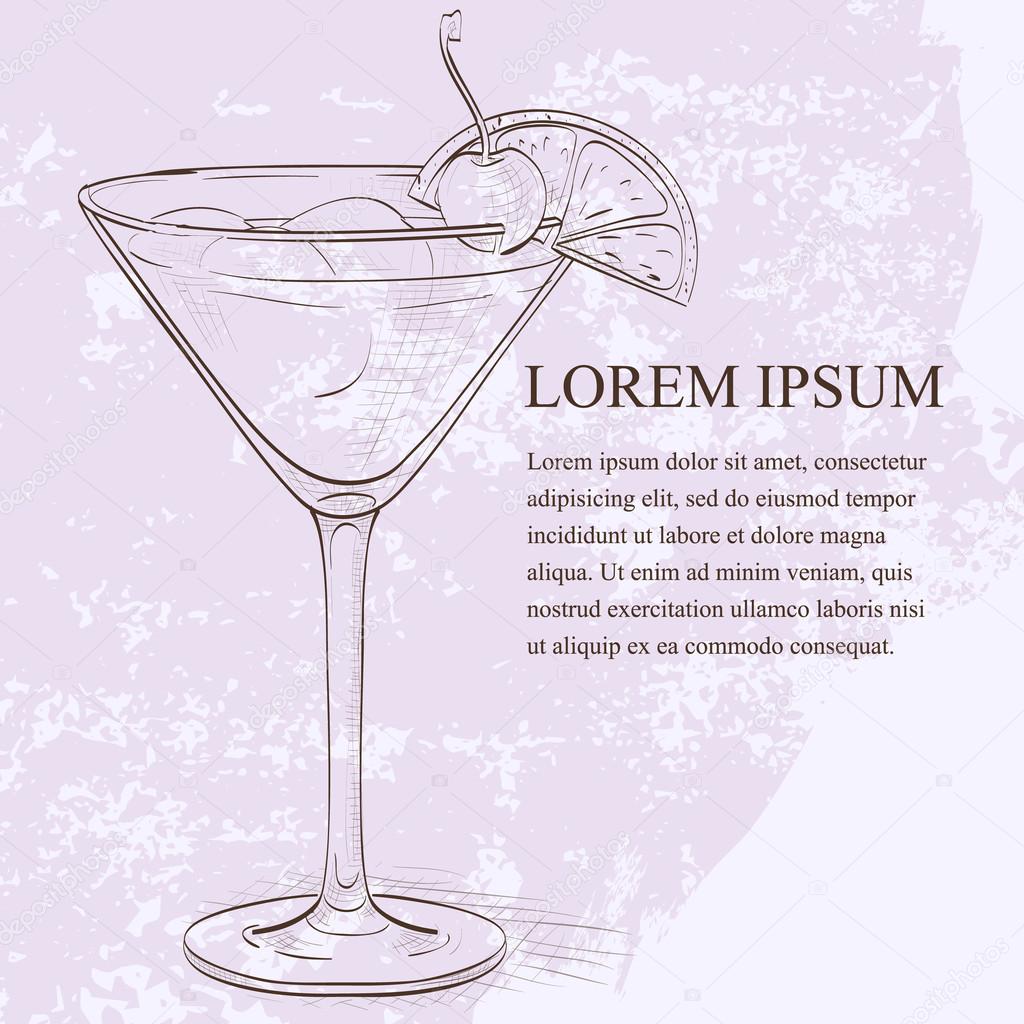 LOREM IPSUM
Lorem ipsum dolor sit amet, consectetur
adipisicing elit, sed do eiusmod tempor
incididunt ut labore et dolore magna
aliqua. Ut enim ad minim veniam, quis
nostrud exercitation ullamco laboris nisi
ut aliquip ex ea commodo consequat.
depositphotos